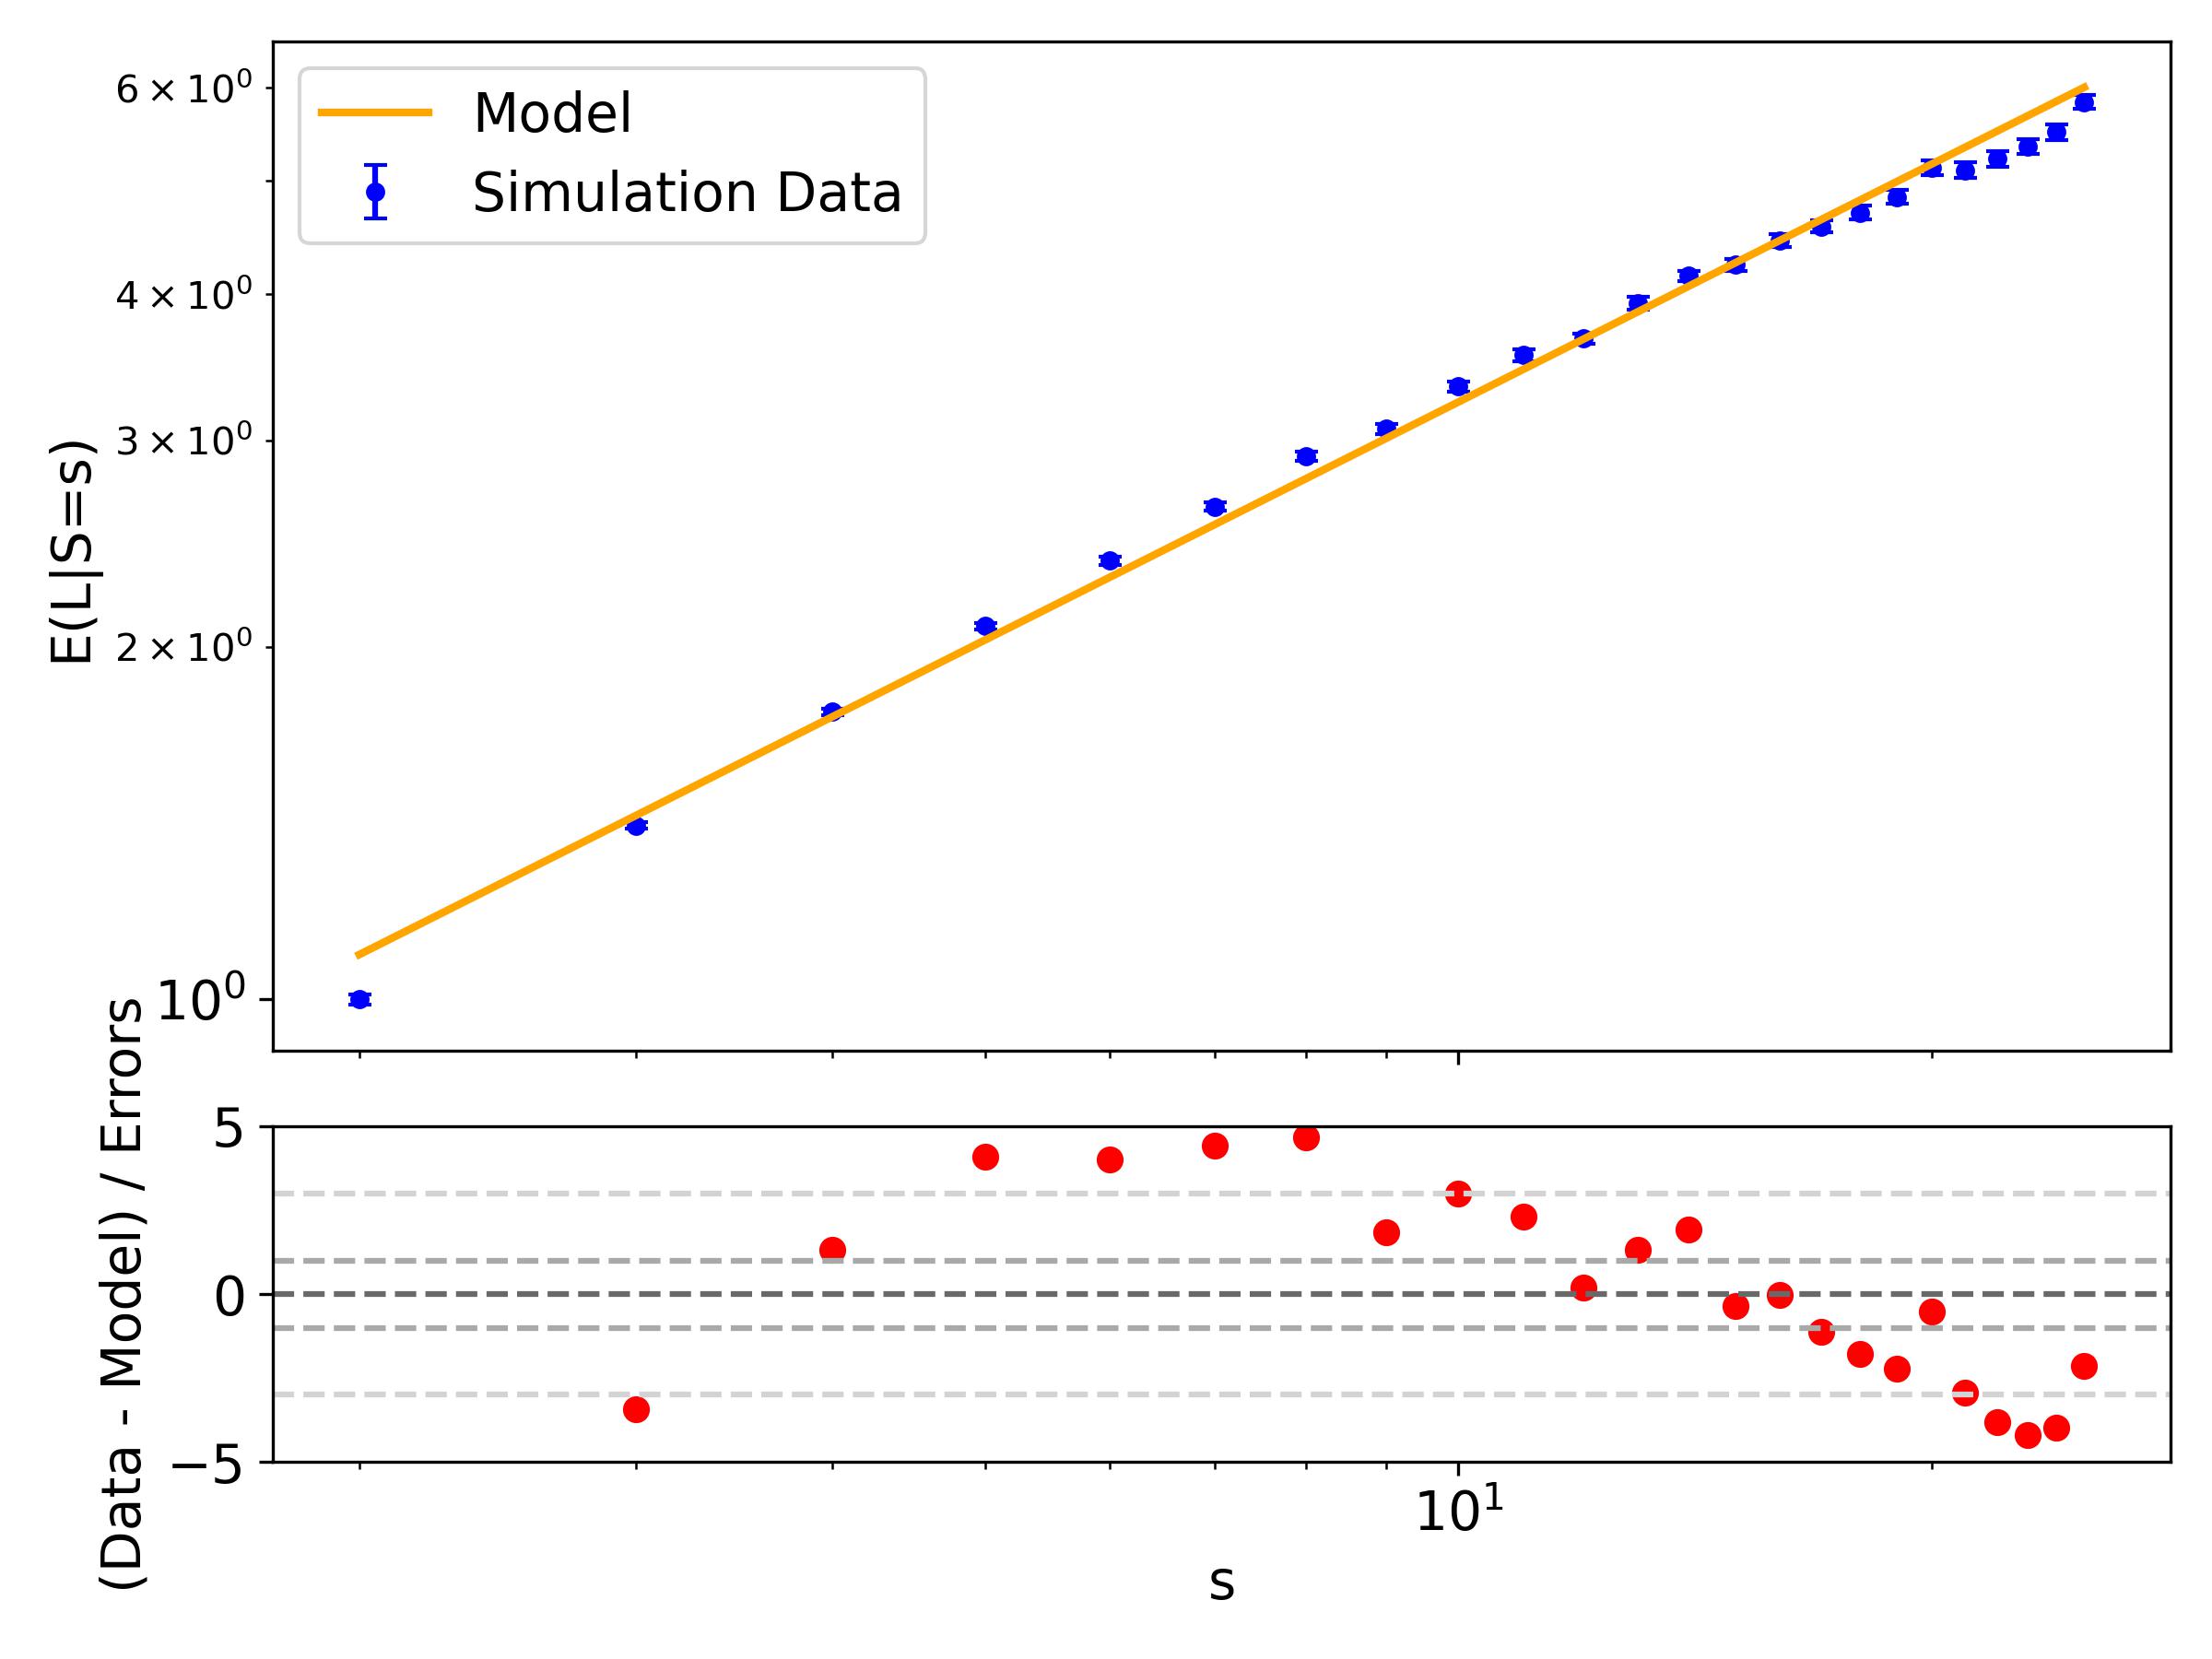 Model
Simulation Data
6 × 10⁰
4 × 10⁰
3 × 10⁰
2 × 10⁰
10⁰
E(L|S=s)
5
0
−5
(Data - Model) / Errors
10¹
s